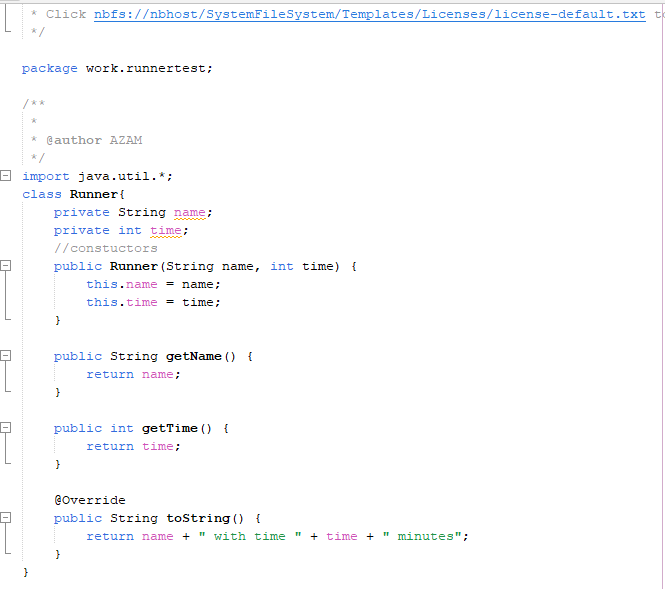 * Click nbfs://nbhost/SystemFileSystem/Templates/Licenses/license-default.txt to
*/
package work.runnertest;
/**
*
* @author AZAM
*/
import java.util.*;
class Runner{
private String name;
private int time;
//constuctors
public Runner(String name, int time) {
this.name = name;
this.time = time;
}
public String getName() {
return name;
}
public int getTime() {
return time;
}
@Override
public String toString() {
return name + " with time " + time + " minutes";
}
}